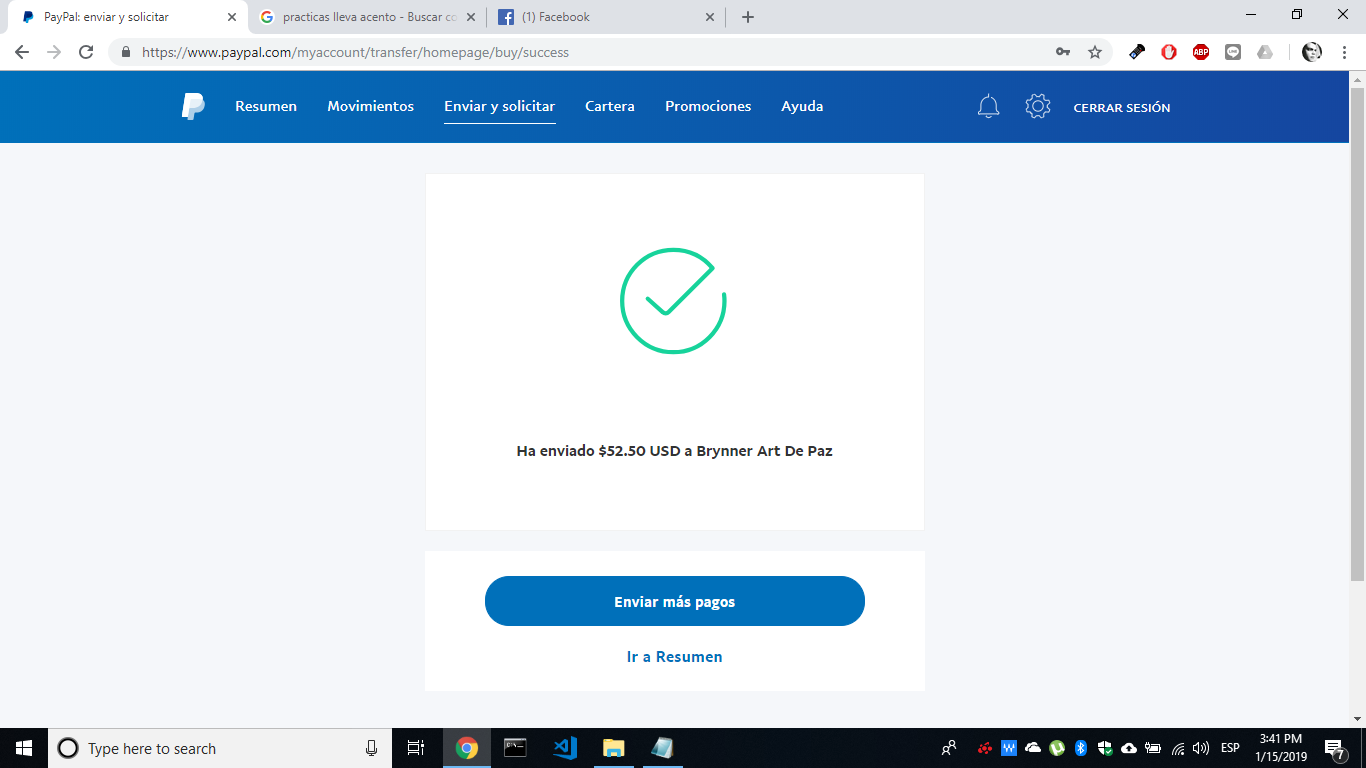 PayPal: enviar y solicitar
practicas lleva acento - Buscar co
(1) Facebook
https://www.paypal.com/myaccount/transfer/homepage/buy/success
ABP
LINE
Resumen
Movimientos
Enviar y solicitar
Cartera
Promociones
Ayuda
CERRAR SESIÓN
Ha enviado $52.50 USD a Brynner Art De Paz
Enviar más pagos
Ir a Resumen
Type here to search
ESP
3:41 PM
1/15/2019
7